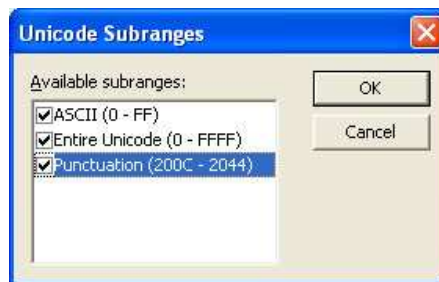 Unicode Subranges
Available subranges:
ASCII (0 - FF)
Entire Unicode (0 - FFFF)
Punctuation (200C - 2044)
OK
Cancel